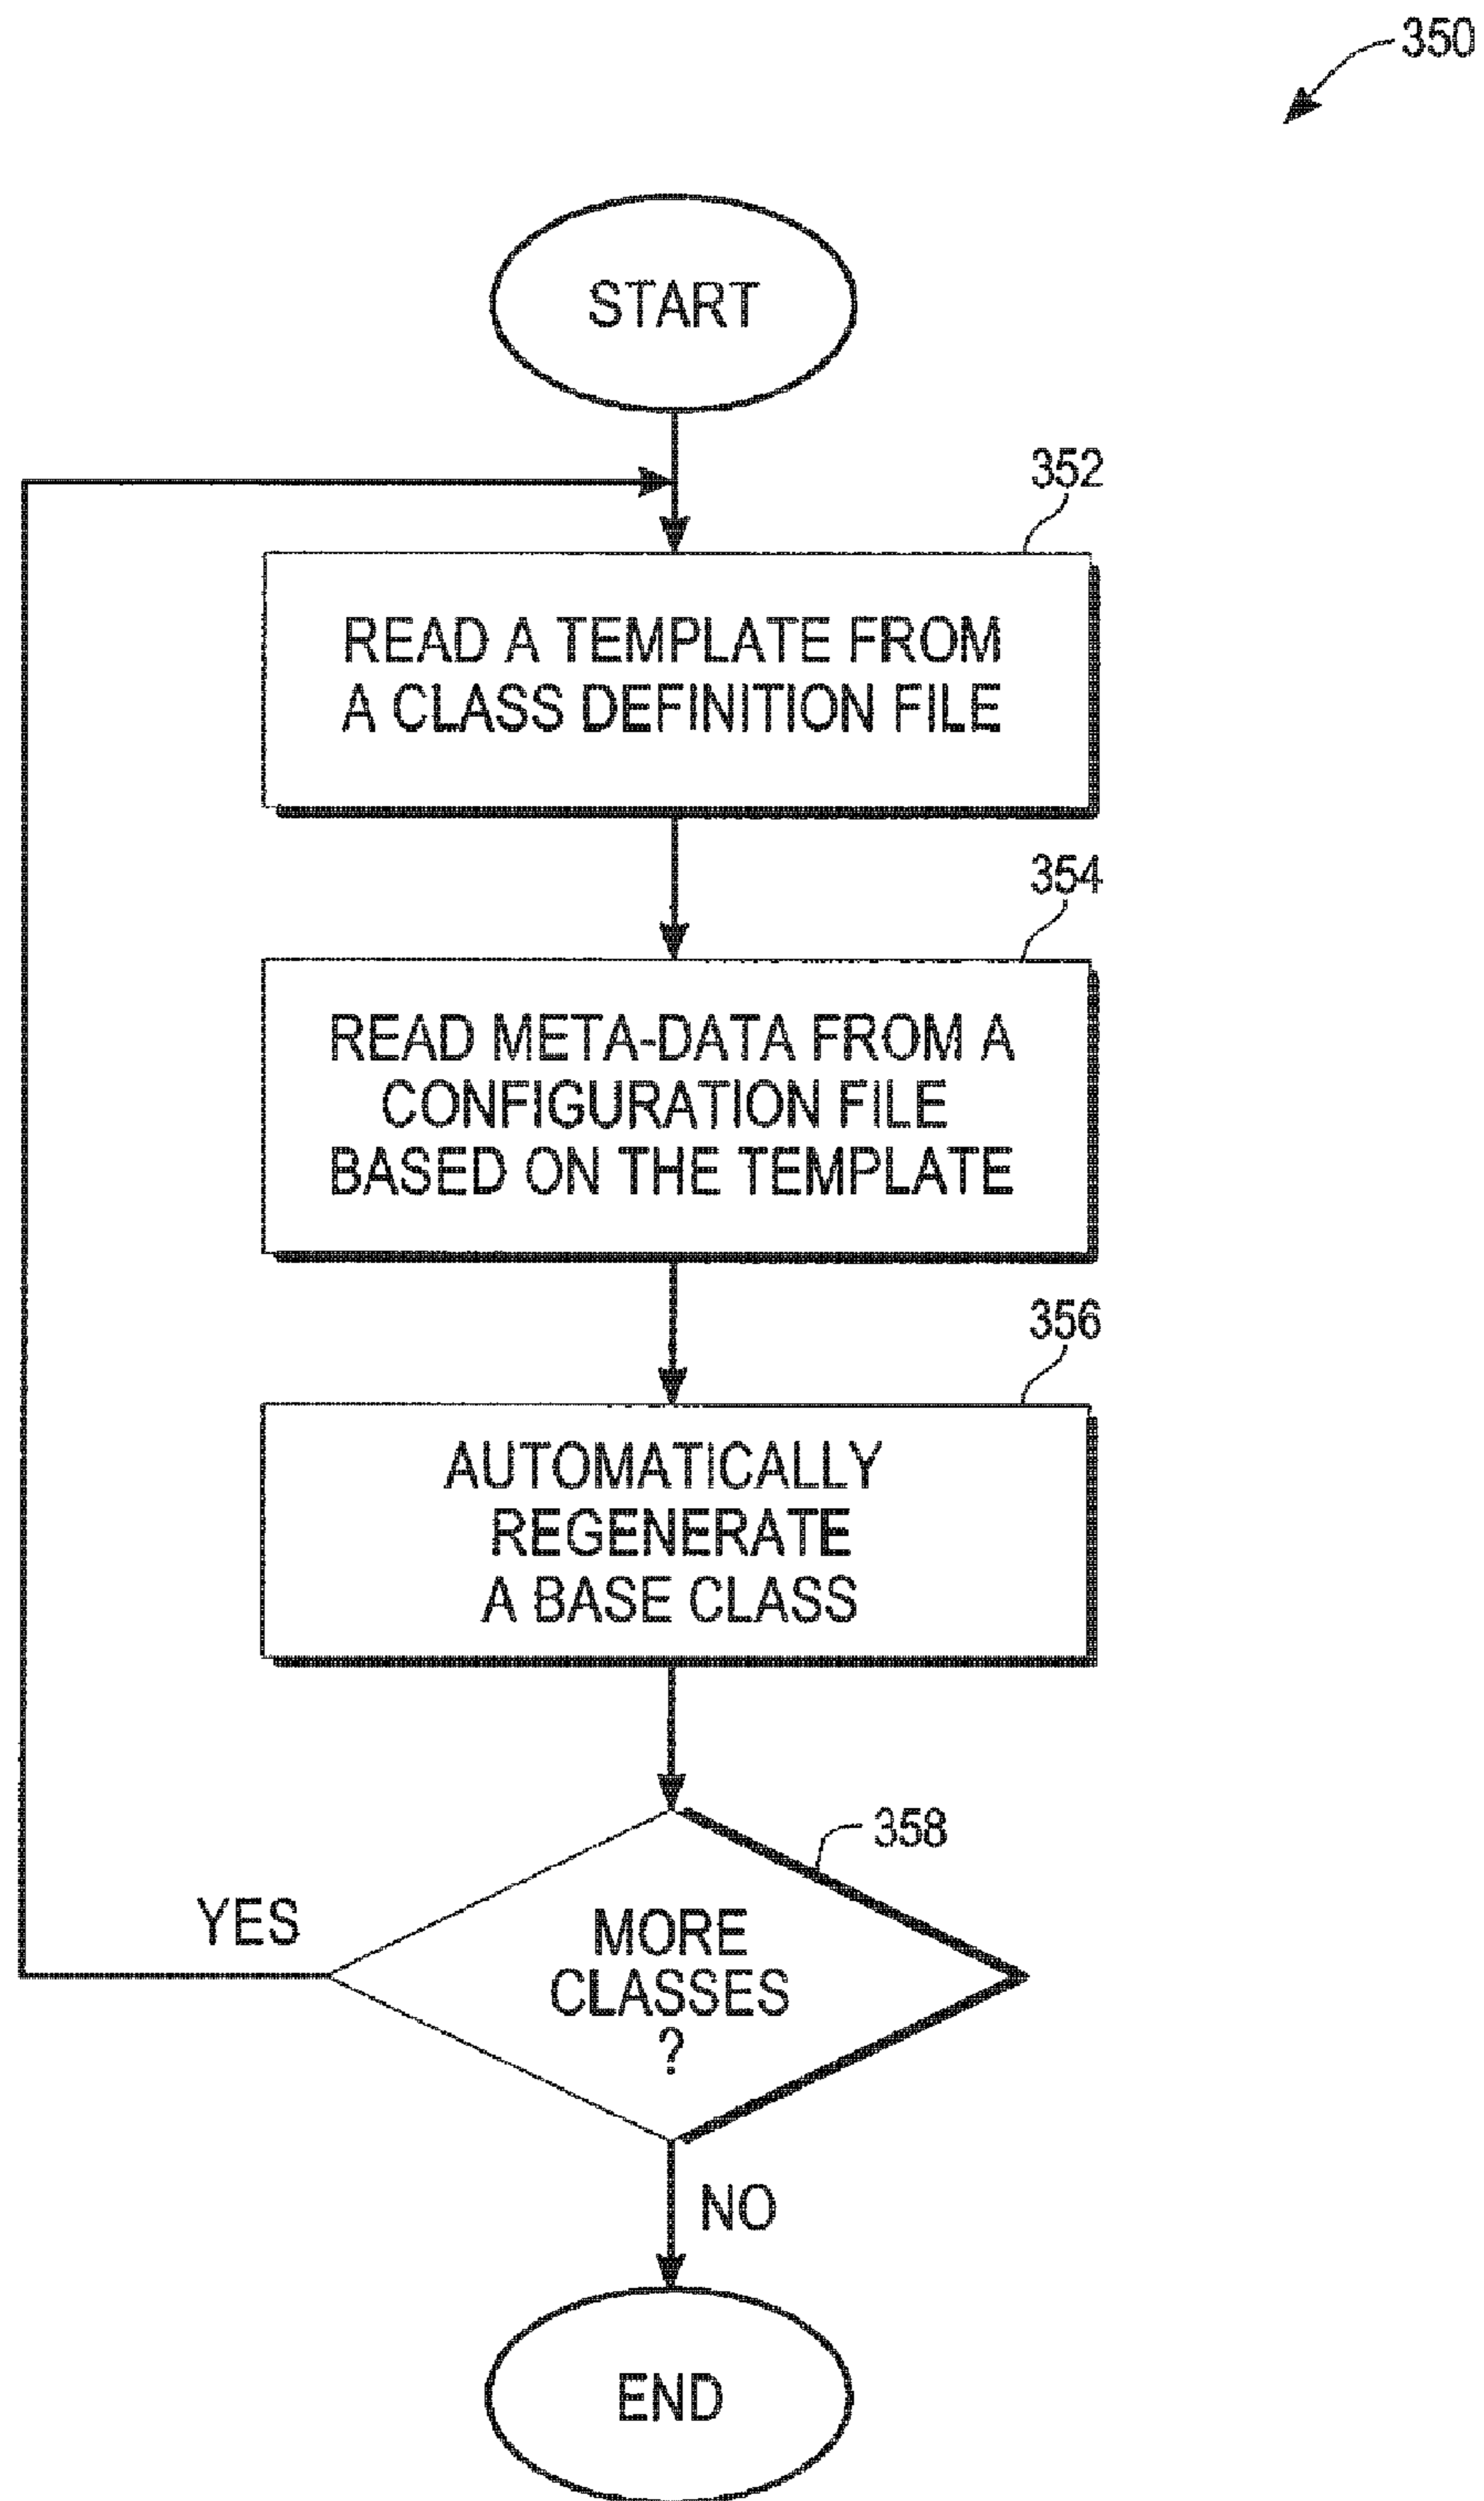 350
START
352
READ A TEMPLATE FROM
A CLASS DEFINITION FILE
354
READ META-DATA FROM A
CONFIGURATION FILE
BASED ON THE TEMPLATE
356
AUTOMATICALLY
REGENERATE
A BASE CLASS
358
YES
MORE
CLASSES
?
NO
END